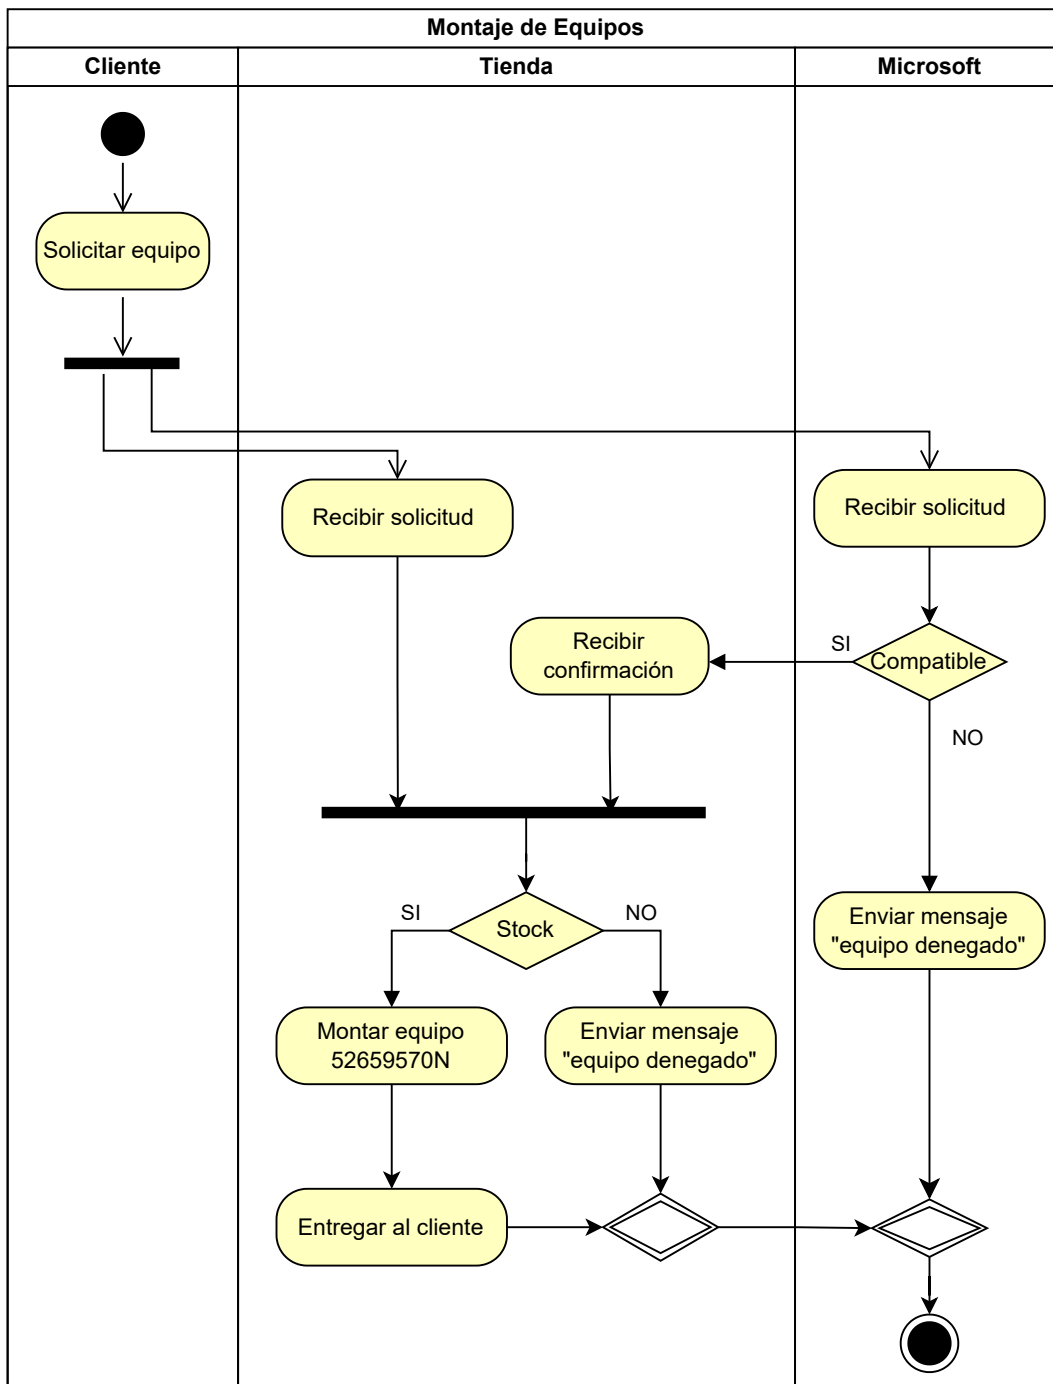 Montaje de Equipos
Cliente
Tienda
Microsoft
Solicitar equipo
Recibir solicitud
Recibir solicitud
Recibir
confirmación
SI
Compatible
NO
SI
Stock
NO
Enviar mensaje
"equipo denegado"
Montar equipo
52659570N
Enviar mensaje
"equipo denegado"
Entregar al cliente